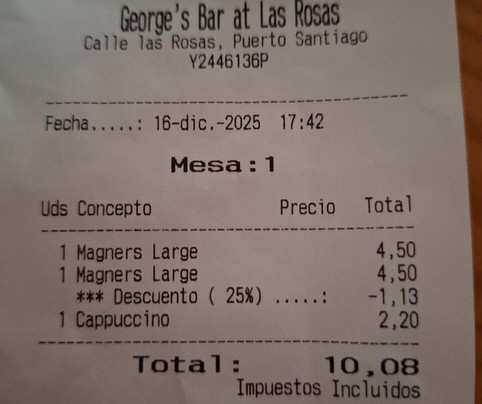 George's Bar at Las Rosas
Calle las Rosas, Puerto Santiago
Y2446136P
Fecha.....: 16-dic.-2025 17:42
Mesa:1
Uds Concepto Precio Total
1 Magners Large 4,50
1 Magners Large 4,50
*** Descuento ( 25%) .....: -1,13
1 Cappuccino 2,20
Total: 10,08
Impuestos Incluidos